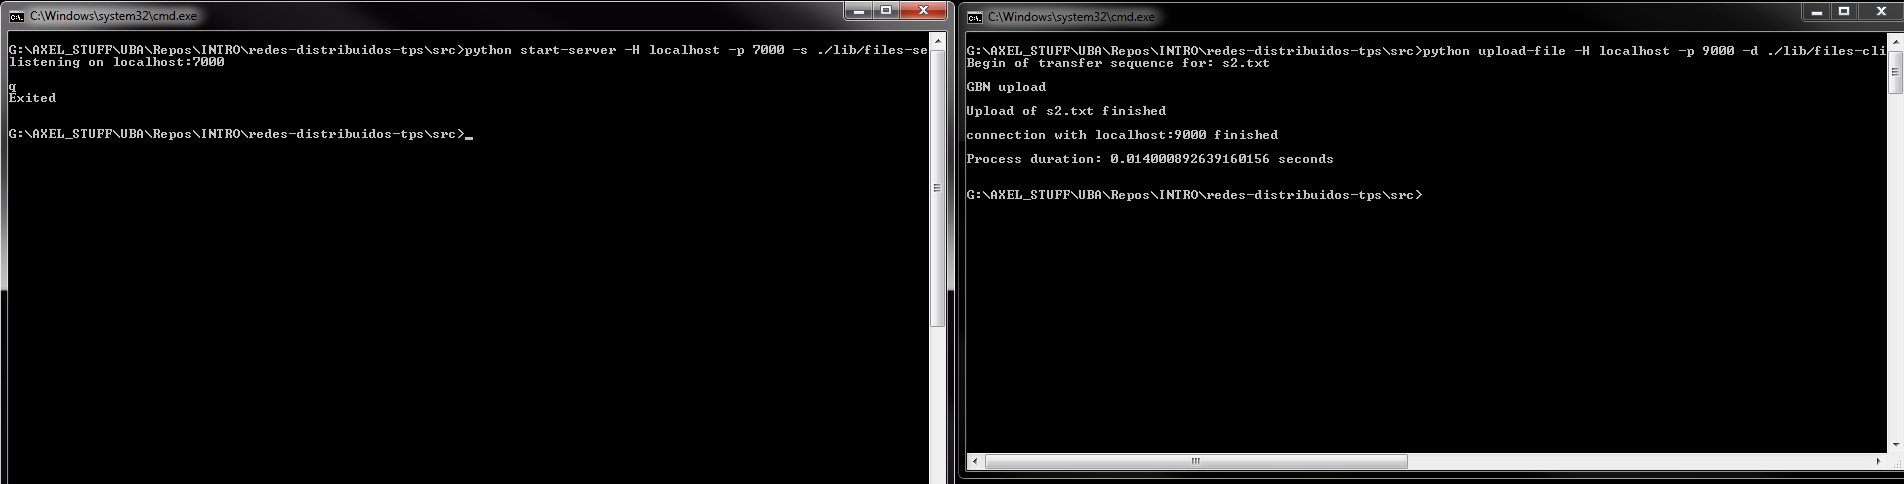 C:\Windows\system32\cmd.exe
G:\AXEL_STUFF\UBA\Repos\INTRO\redes-distribuidos-tps\src>python start-server -H localhost -p 7000 -s ./lib/files-se
listening on localhost:7000
q
Exited
G:\AXEL_STUFF\UBA\Repos\INTRO\redes-distribuidos-tps\src>
C:\Windows\system32\cmd.exe
G:\AXEL_STUFF\UBA\Repos\INTRO\redes-distribuidos-tps\src>python upload-file -H localhost -p 9000 -d ./lib/files-cli
Begin of transfer sequence for: s2.txt
GBN upload
Upload of s2.txt finished
connection with localhost:9000 finished
Process duration: 0.014000892639160156 seconds
G:\AXEL_STUFF\UBA\Repos\INTRO\redes-distribuidos-tps\src>